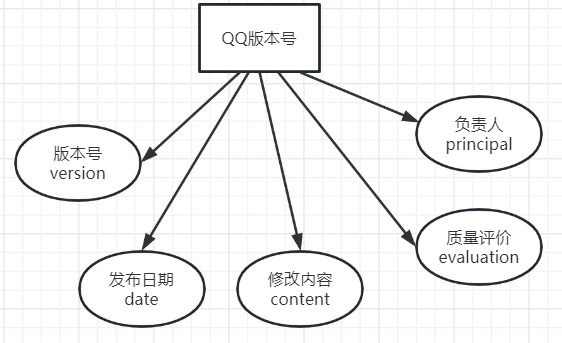 QQ版本号
负责人
principal
版本号
version
质量评价
evaluation
发布日期
date
修改内容
content